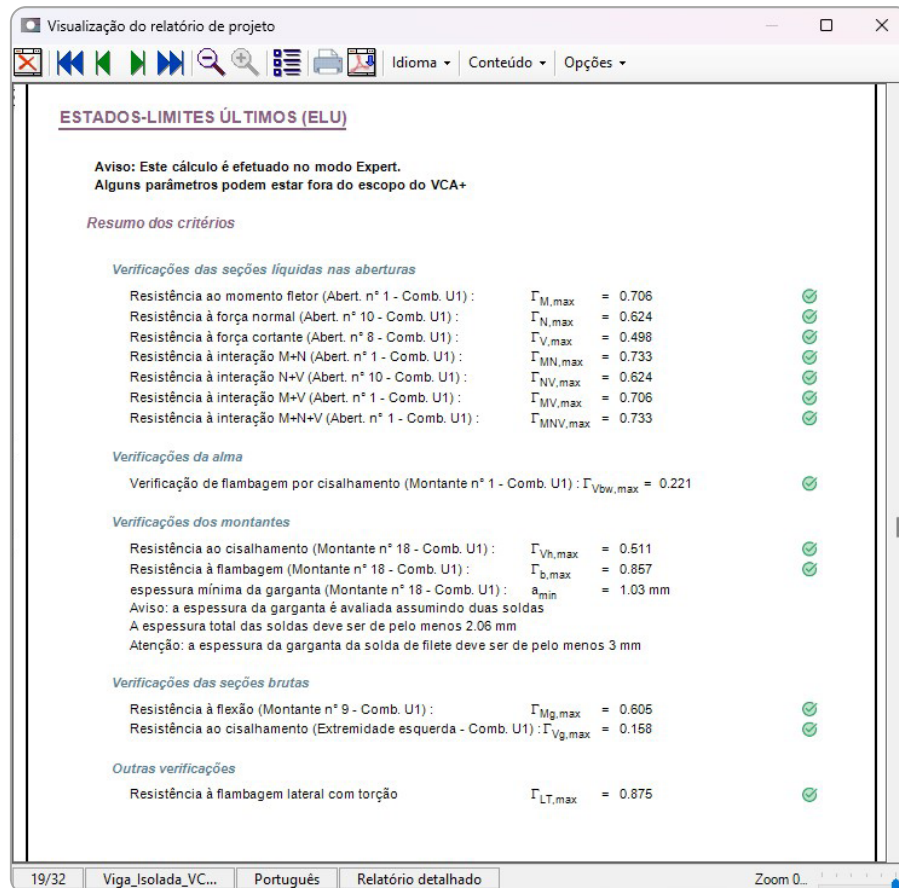 Visualização do relatório de projeto
Idioma Conteúdo Opções
ESTADOS-LIMITES ÚLTIMOS (ELU)
Aviso: Este cálculo é efetuado no modo Expert.
Alguns parâmetros podem estar fora do escopo do VCA+
Resumo dos critérios
Verificações das seções líquidas nas aberturas
Resistência ao momento fletor (Abert. n° 1 - Comb. U1) : ΓM,max = 0.706
Resistência à força normal (Abert. n° 10 - Comb. U1) : ΓN,max = 0.624
Resistência à força cortante (Abert. n° 8 - Comb. U1) : ΓV,max = 0.498
Resistência à interação M+N (Abert. n° 1 - Comb. U1) : ΓMN,max = 0.733
Resistência à interação N+V (Abert. n° 10 - Comb. U1) : ΓNV,max = 0.624
Resistência à interação M+V (Abert. n° 1 - Comb. U1) : ΓMV,max = 0.706
Resistência à interação M+N+V (Abert. n° 1 - Comb. U1) : ΓMNV,max = 0.733
Verificações da alma
Verificação de flambagem por cisalhamento (Montante n° 1 - Comb. U1) : ΓVbw,max = 0.221
Verificações dos montantes
Resistência ao cisalhamento (Montante n° 18 - Comb. U1) : ΓVh,max = 0.511
Resistência à flambagem (Montante n° 18 - Comb. U1) : Γb,max = 0.857
espessura mínima da garganta (Montante n° 18 - Comb. U1) : amin = 1.03 mm
Aviso: a espessura da garganta é avaliada assumindo duas soldas
A espessura total das soldas deve ser de pelo menos 2.06 mm
Atenção: a espessura da garganta da solda de filete deve ser de pelo menos 3 mm
Verificações das seções brutas
Resistência à flexão (Montante n° 9 - Comb. U1) : ΓMg,max = 0.605
Resistência ao cisalhamento (Extremidade esquerda - Comb. U1) : ΓVg,max = 0.158
Outras verificações
Resistência à flambagem lateral com torção ΓLT,max = 0.875
19/32 Viga_Isolada_VC... Português Relatório detalhado Zoom 0...